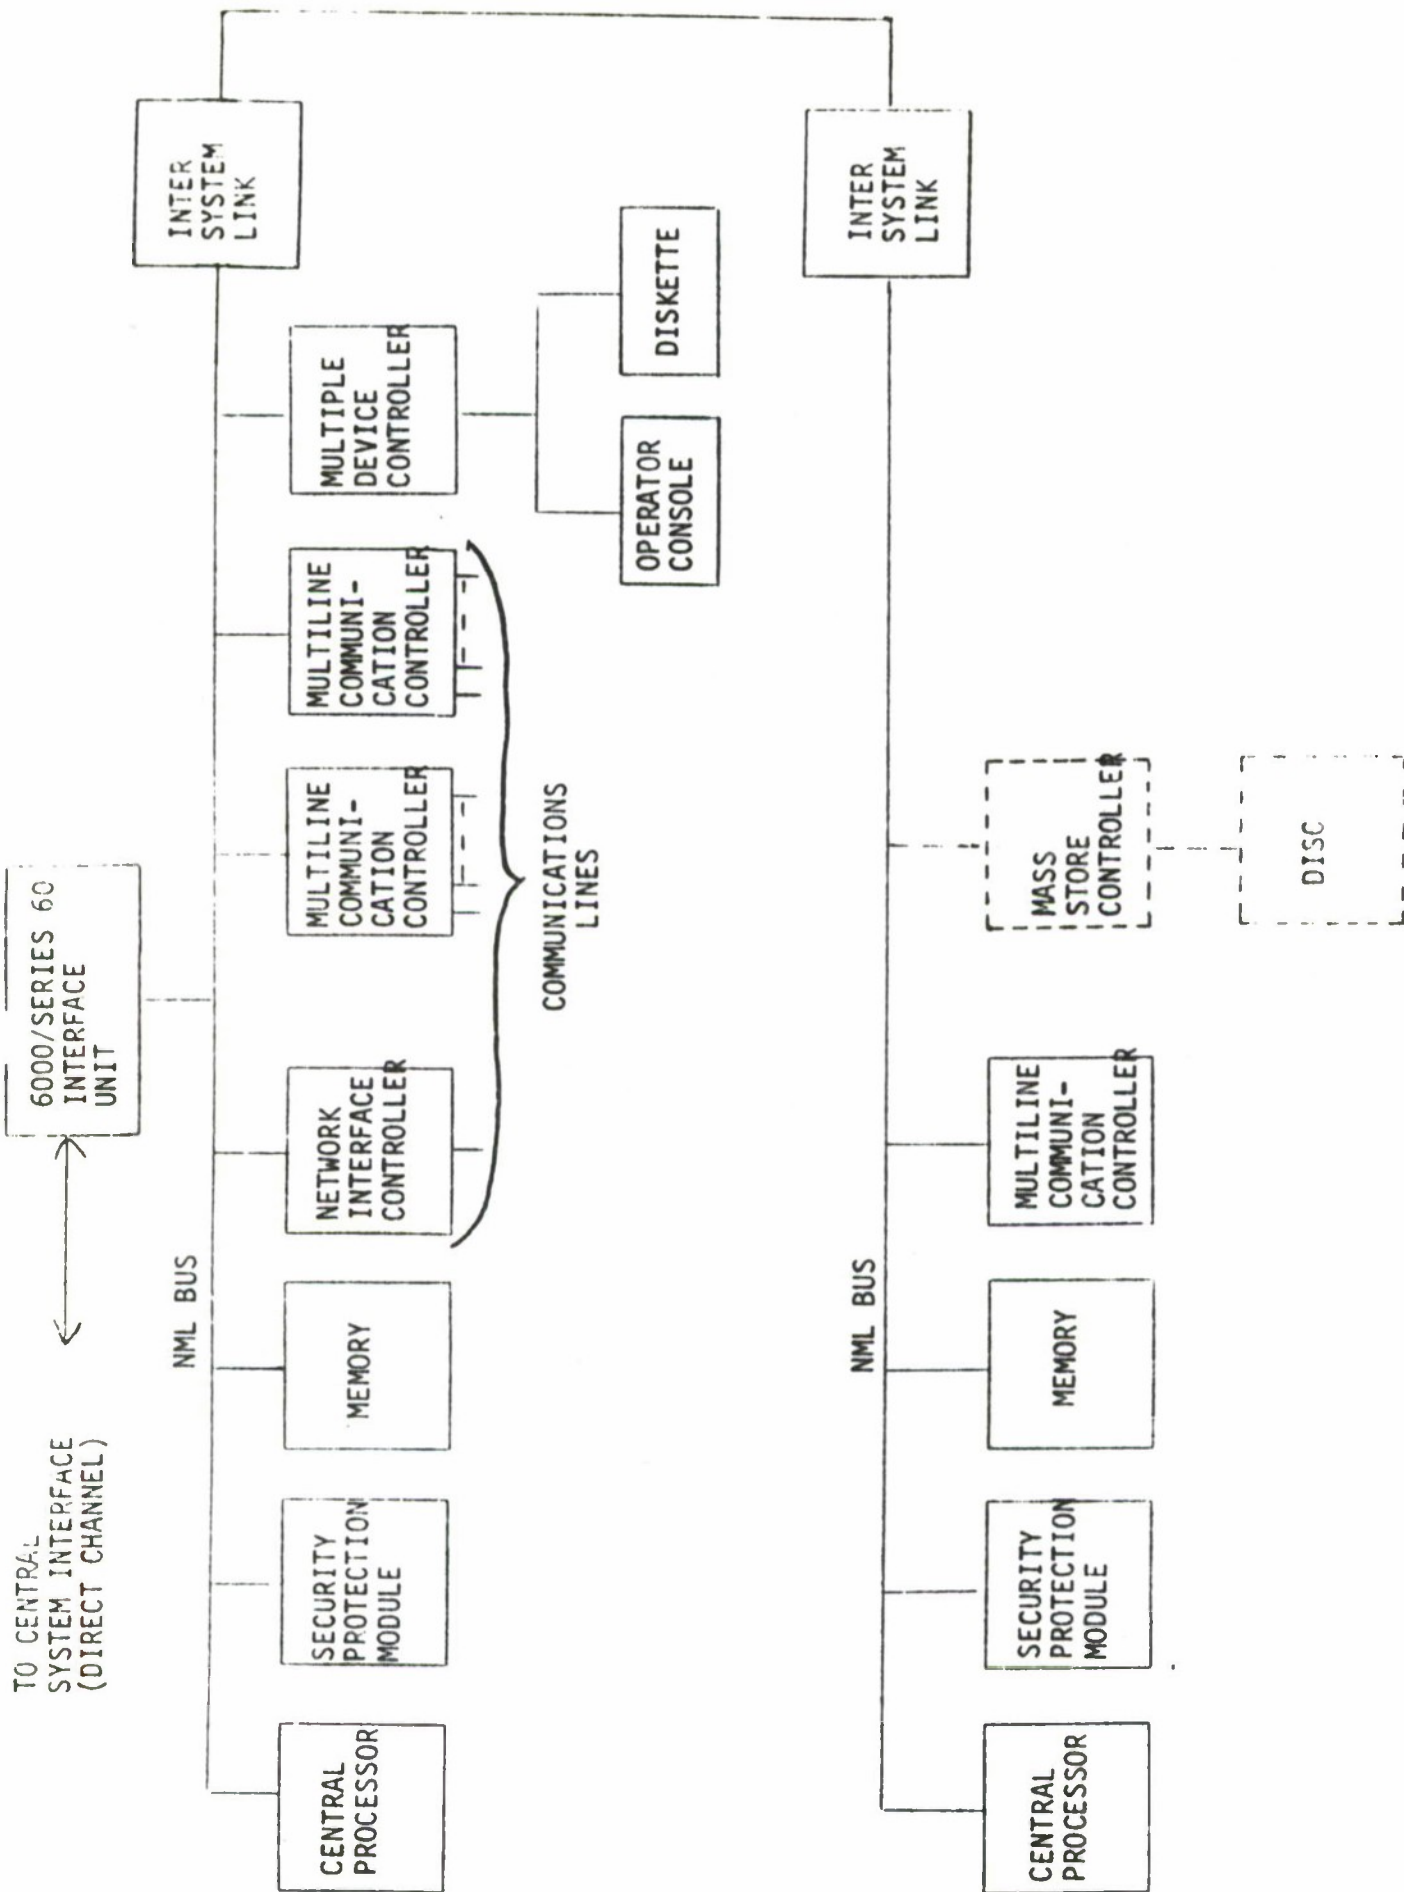 TO CENTRAL
SYSTEM INTERFACE
(DIRECT CHANNEL)
6000/SERIES 60
INTERFACE
UNIT
NML BUS
CENTRAL
PROCESSOR
SECURITY
PROTECTION
MODULE
MEMORY
NETWORK
INTERFACE
CONTROLLER
MULTILINE
COMMUNI-
CATION
CONTROLLER
MULTILINE
COMMUNI-
CATION
CONTROLLER
MULTIPLE
DEVICE
CONTROLLER
INTER
SYSTEM
LINK
COMMUNICATIONS
LINES
OPERATOR
CONSOLE
DISKETTE
NML BUS
CENTRAL
PROCESSOR
SECURITY
PROTECTION
MODULE
MEMORY
MULTILINE
COMMUNI-
CATION
CONTROLLER
MASS
STORE
CONTROLLER
DISC
INTER
SYSTEM
LINK